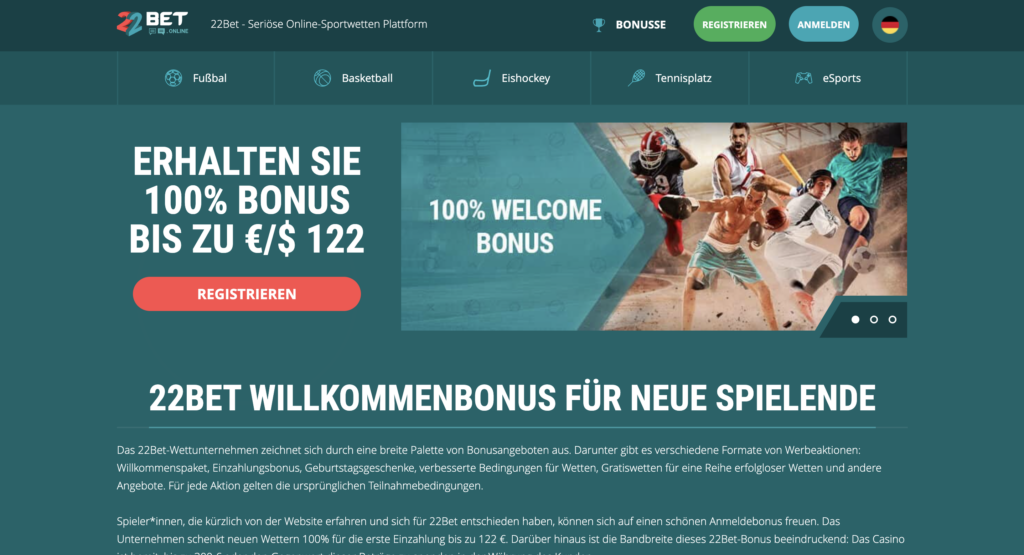 22BET
.ONLINE
22Bet - Seriöse Online-Sportwetten Plattform
BONUSSE
REGISTRIEREN
ANMELDEN
Fußbal
Basketball
Eishockey
Tennisplatz
eSports
ERHALTEN SIE
100% BONUS
BIS ZU €/$ 122
REGISTRIEREN
100% WELCOME
BONUS
22BET WILLKOMMENBONUS FÜR NEUE SPIELENDE
Das 22Bet-Wettunternehmen zeichnet sich durch eine breite Palette von Bonusangeboten aus. Darunter gibt es verschiedene Formate von Werbeaktionen:
Willkommenspaket, Einzahlungsbonus, Geburtstagsgeschenke, verbesserte Bedingungen für Wetten, Gratiswetten für eine Reihe erfolgloser Wetten und andere
Angebote. Für jede Aktion gelten die ursprünglichen Teilnahmebedingungen.
Spieler*innen, die kürzlich von der Website erfahren und sich für 22Bet entschieden haben, können sich auf einen schönen Anmeldebonus freuen. Das
Unternehmen schenkt neuen Wettern 100% für die erste Einzahlung bis zu 122 €. Darüber hinaus ist die Bandbreite dieses 22Bet-Bonus beeindruckend: Das Casino